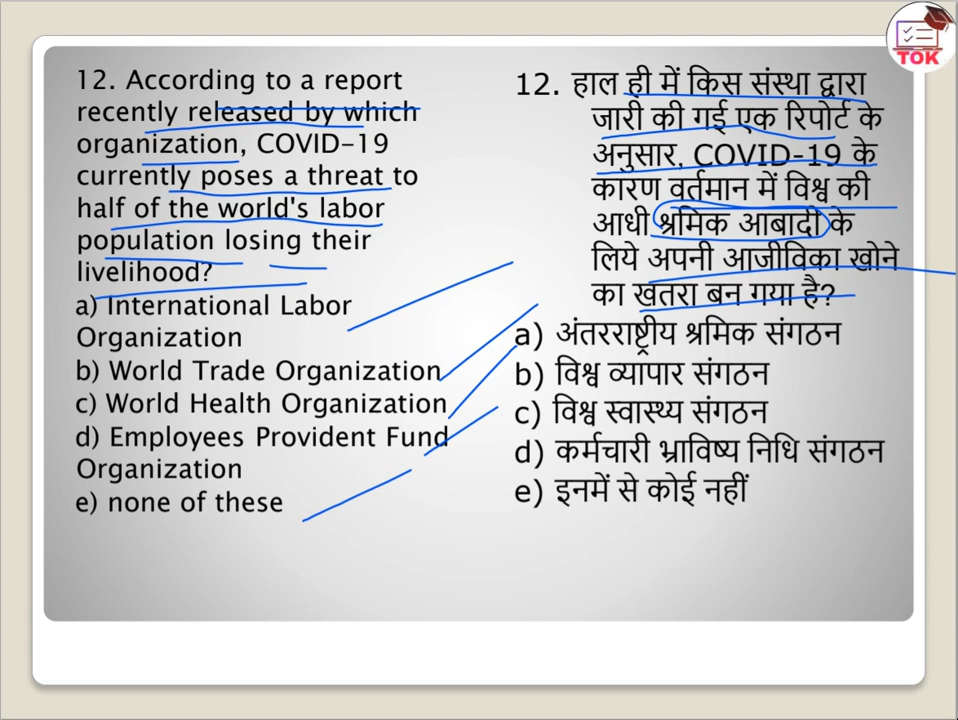 TOK
12. According to a report
recently released by which
organization, COVID-19
currently poses a threat to
half of the world's labor
population losing their
livelihood?
a) International Labor
Organization
b) World Trade Organization
c) World Health Organization
d) Employees Provident Fund
Organization
e) none of these
12. हाल ही में किस संस्था द्वारा
जारी की गई एक रिपोर्ट के
अनुसार, COVID-19 के
कारण वर्तमान में विश्व की
आधी श्रमिक आबादी के
लिये अपनी आजीविका खोने
का खतरा बन गया है?
a) अंतरराष्ट्रीय श्रमिक संगठन
b) विश्व व्यापार संगठन
c) विश्व स्वास्थ्य संगठन
d) कर्मचारी भ्राविष्य निधि संगठन
e) इनमें से कोई नहीं